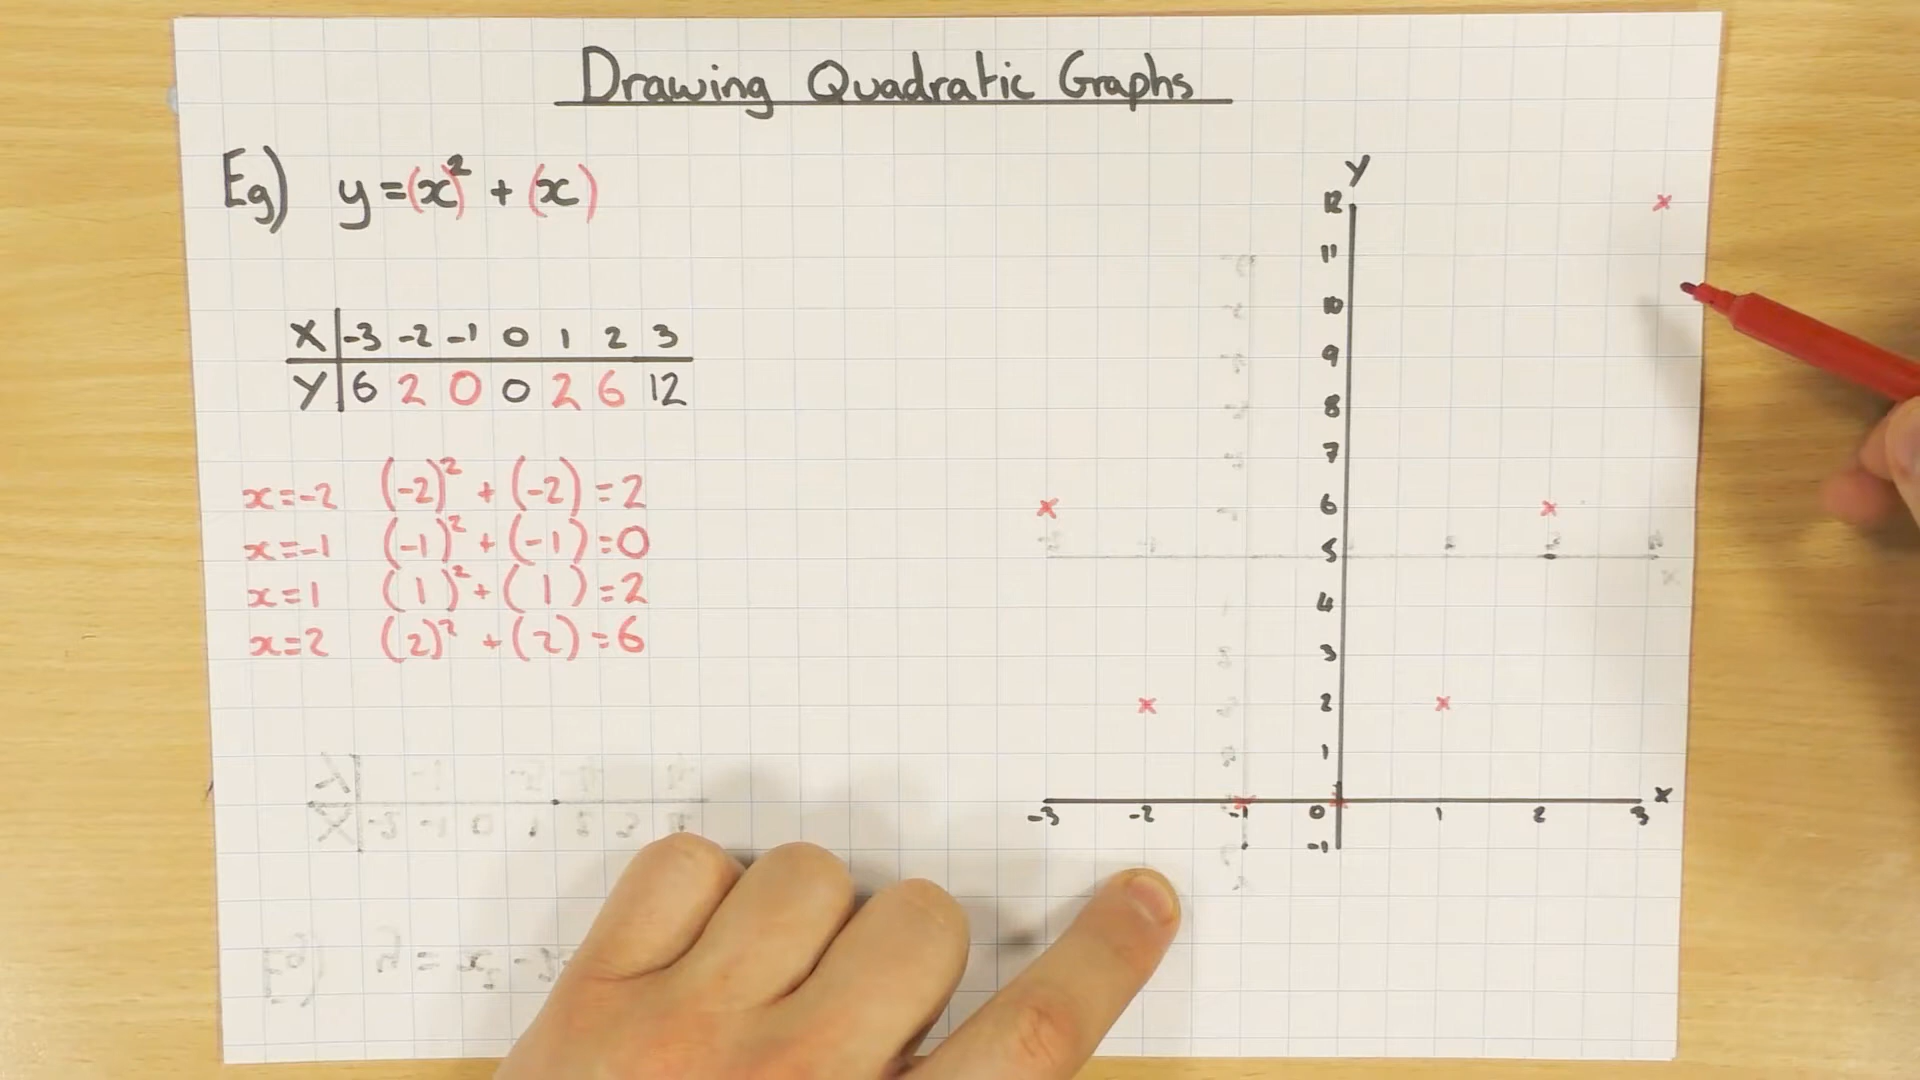 Drawing Quadratic Graphs
Eg) y = (x)² + (x)
X -3 -2 -1 0 1 2 3
Y 6 2 0 0 2 6 12
x=-2 (-2)² + (-2) = 2
x=-1 (-1)² + (-1) = 0
x=1 (1)² + (1) = 2
x=2 (2)² + (2) = 6
Y
12
11
10
9
8
7
6
5
4
3
2
1
x
-3 -2 -1 0 1 2 3
-1